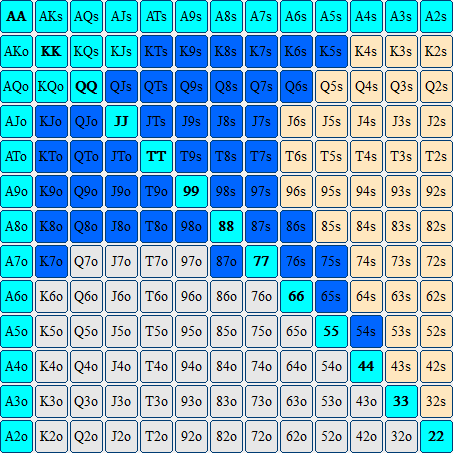 AA AKs AQs AJs ATs A9s A8s A7s A6s A5s A4s A3s A2s
AKo KK KQs KJs KTs K9s K8s K7s K6s K5s K4s K3s K2s
AQo KQo QQ QJs QTs Q9s Q8s Q7s Q6s Q5s Q4s Q3s Q2s
AJo KJo QJo JJ JTs J9s J8s J7s J6s J5s J4s J3s J2s
ATo KTo QTo JTo TT T9s T8s T7s T6s T5s T4s T3s T2s
A9o K9o Q9o J9o T9o 99 98s 97s 96s 95s 94s 93s 92s
A8o K8o Q8o J8o T8o 98o 88 87s 86s 85s 84s 83s 82s
A7o K7o Q7o J7o T7o 97o 87o 77 76s 75s 74s 73s 72s
A6o K6o Q6o J6o T6o 96o 86o 76o 66 65s 64s 63s 62s
A5o K5o Q5o J5o T5o 95o 85o 75o 65o 55 54s 53s 52s
A4o K4o Q4o J4o T4o 94o 84o 74o 64o 54o 44 43s 42s
A3o K3o Q3o J3o T3o 93o 83o 73o 63o 53o 43o 33 32s
A2o K2o Q2o J2o T2o 92o 82o 72o 62o 52o 42o 32o 22